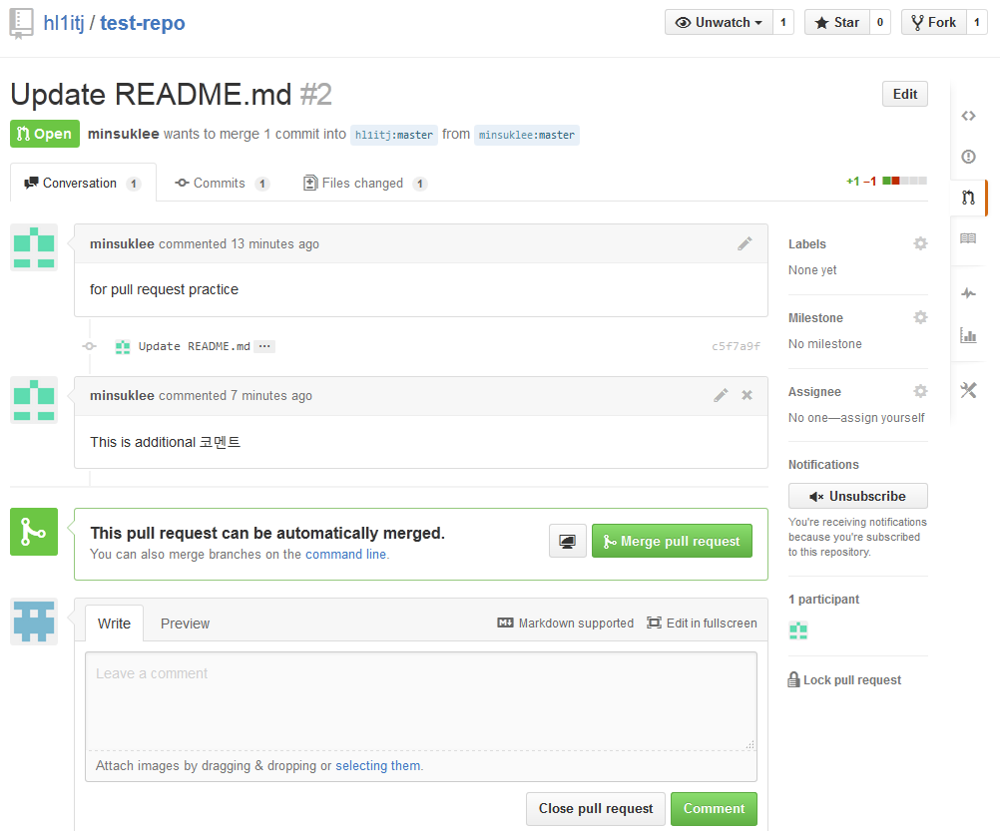 hl1itj / test-repo
Unwatch 1 Star 0 Fork 1
Update README.md #2
Edit
Open minsuklee wants to merge 1 commit into hl1itj:master from minsuklee:master
Conversation 1 Commits 1 Files changed 1 +1 −1
minsuklee commented 13 minutes ago
for pull request practice
Update README.md ... c5f7a9f
minsuklee commented 7 minutes ago
This is additional 코멘트
This pull request can be automatically merged.
You can also merge branches on the command line.
Merge pull request
Write Preview Markdown supported Edit in fullscreen
Leave a comment
Attach images by dragging & dropping or selecting them.
Close pull request Comment
Labels
None yet
Milestone
No milestone
Assignee
No one—assign yourself
Notifications
Unsubscribe
You're receiving notifications
because you're subscribed
to this repository.
1 participant
Lock pull request